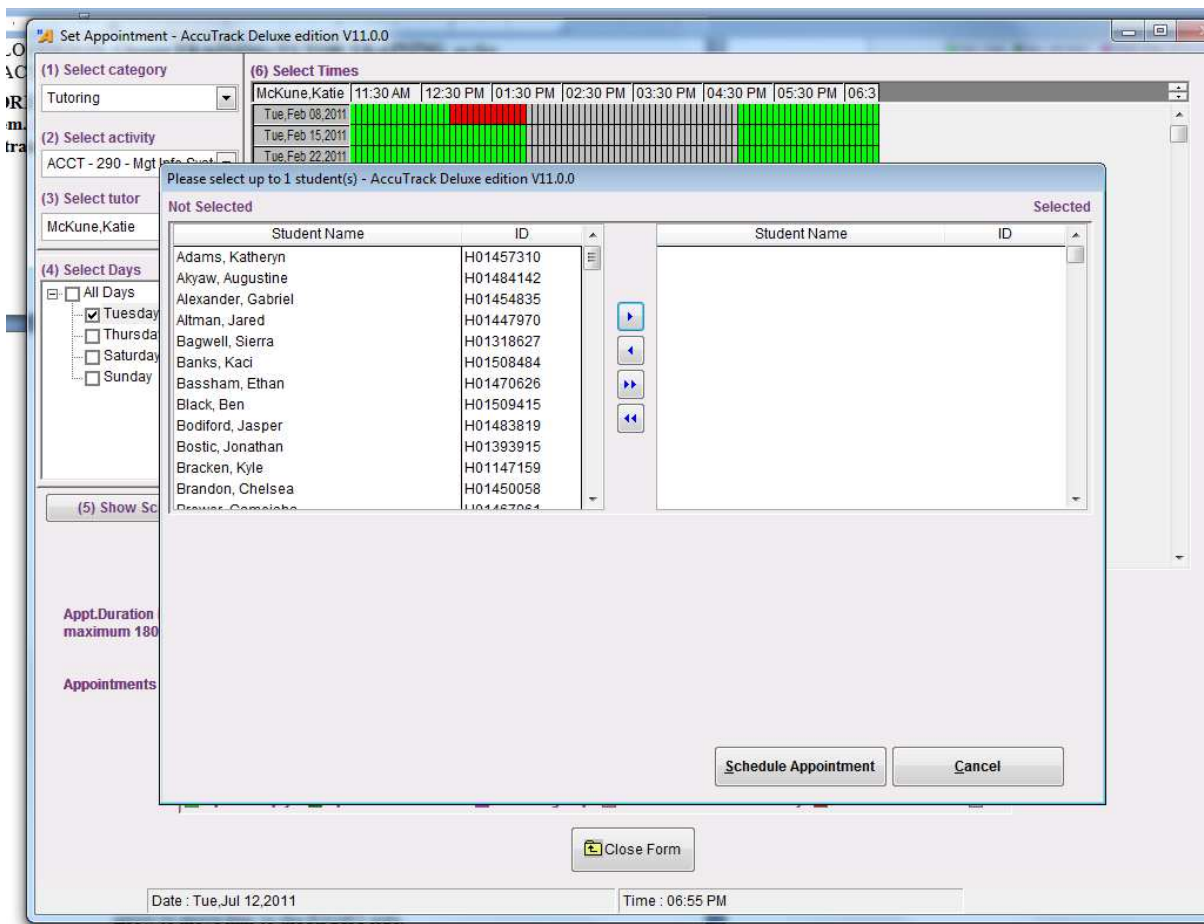 Set Appointment - AccuTrack Deluxe edition V11.0.0
(1) Select category
Tutoring
(2) Select activity
ACCT - 290 - Mgt Info
(3) Select tutor
McKune,Katie
(4) Select Days
All Days
Tuesday
Saturday
Sunday
(5) Show
(6) Select Times
McKune,Katie 11:30 AM 12:30 PM 01:30 PM 02:30 PM 03:30 PM 04:30 PM 05:30 PM 06:3
Tue,Feb 08,2011
Tue,Feb 15,2011
Tue,Feb 22,2011
Please select up to 1 student(s) - AccuTrack Deluxe edition V11.0.0
Not Selected Selected
Student Name ID Student Name ID
Adams, Katheryn H01457310
Akyaw, Augustine H01484142
Alexander, Gabriel H01454835
Altman, Jared H01447970
Bagwell, Sierra H01318627
Banks, Kaci H01508484
Bassham, Ethan H01470626
Black, Ben H01509415
Bodiford, Jasper H01483819
Bostic, Jonathan H01393915
Bracken, Kyle H01147159
Brandon, Chelsea H01450058
Appt.Duration
maximum 180
Appointments
Schedule Appointment Cancel
Close Form
Date : Tue,Jul 12,2011 Time : 06:55 PM